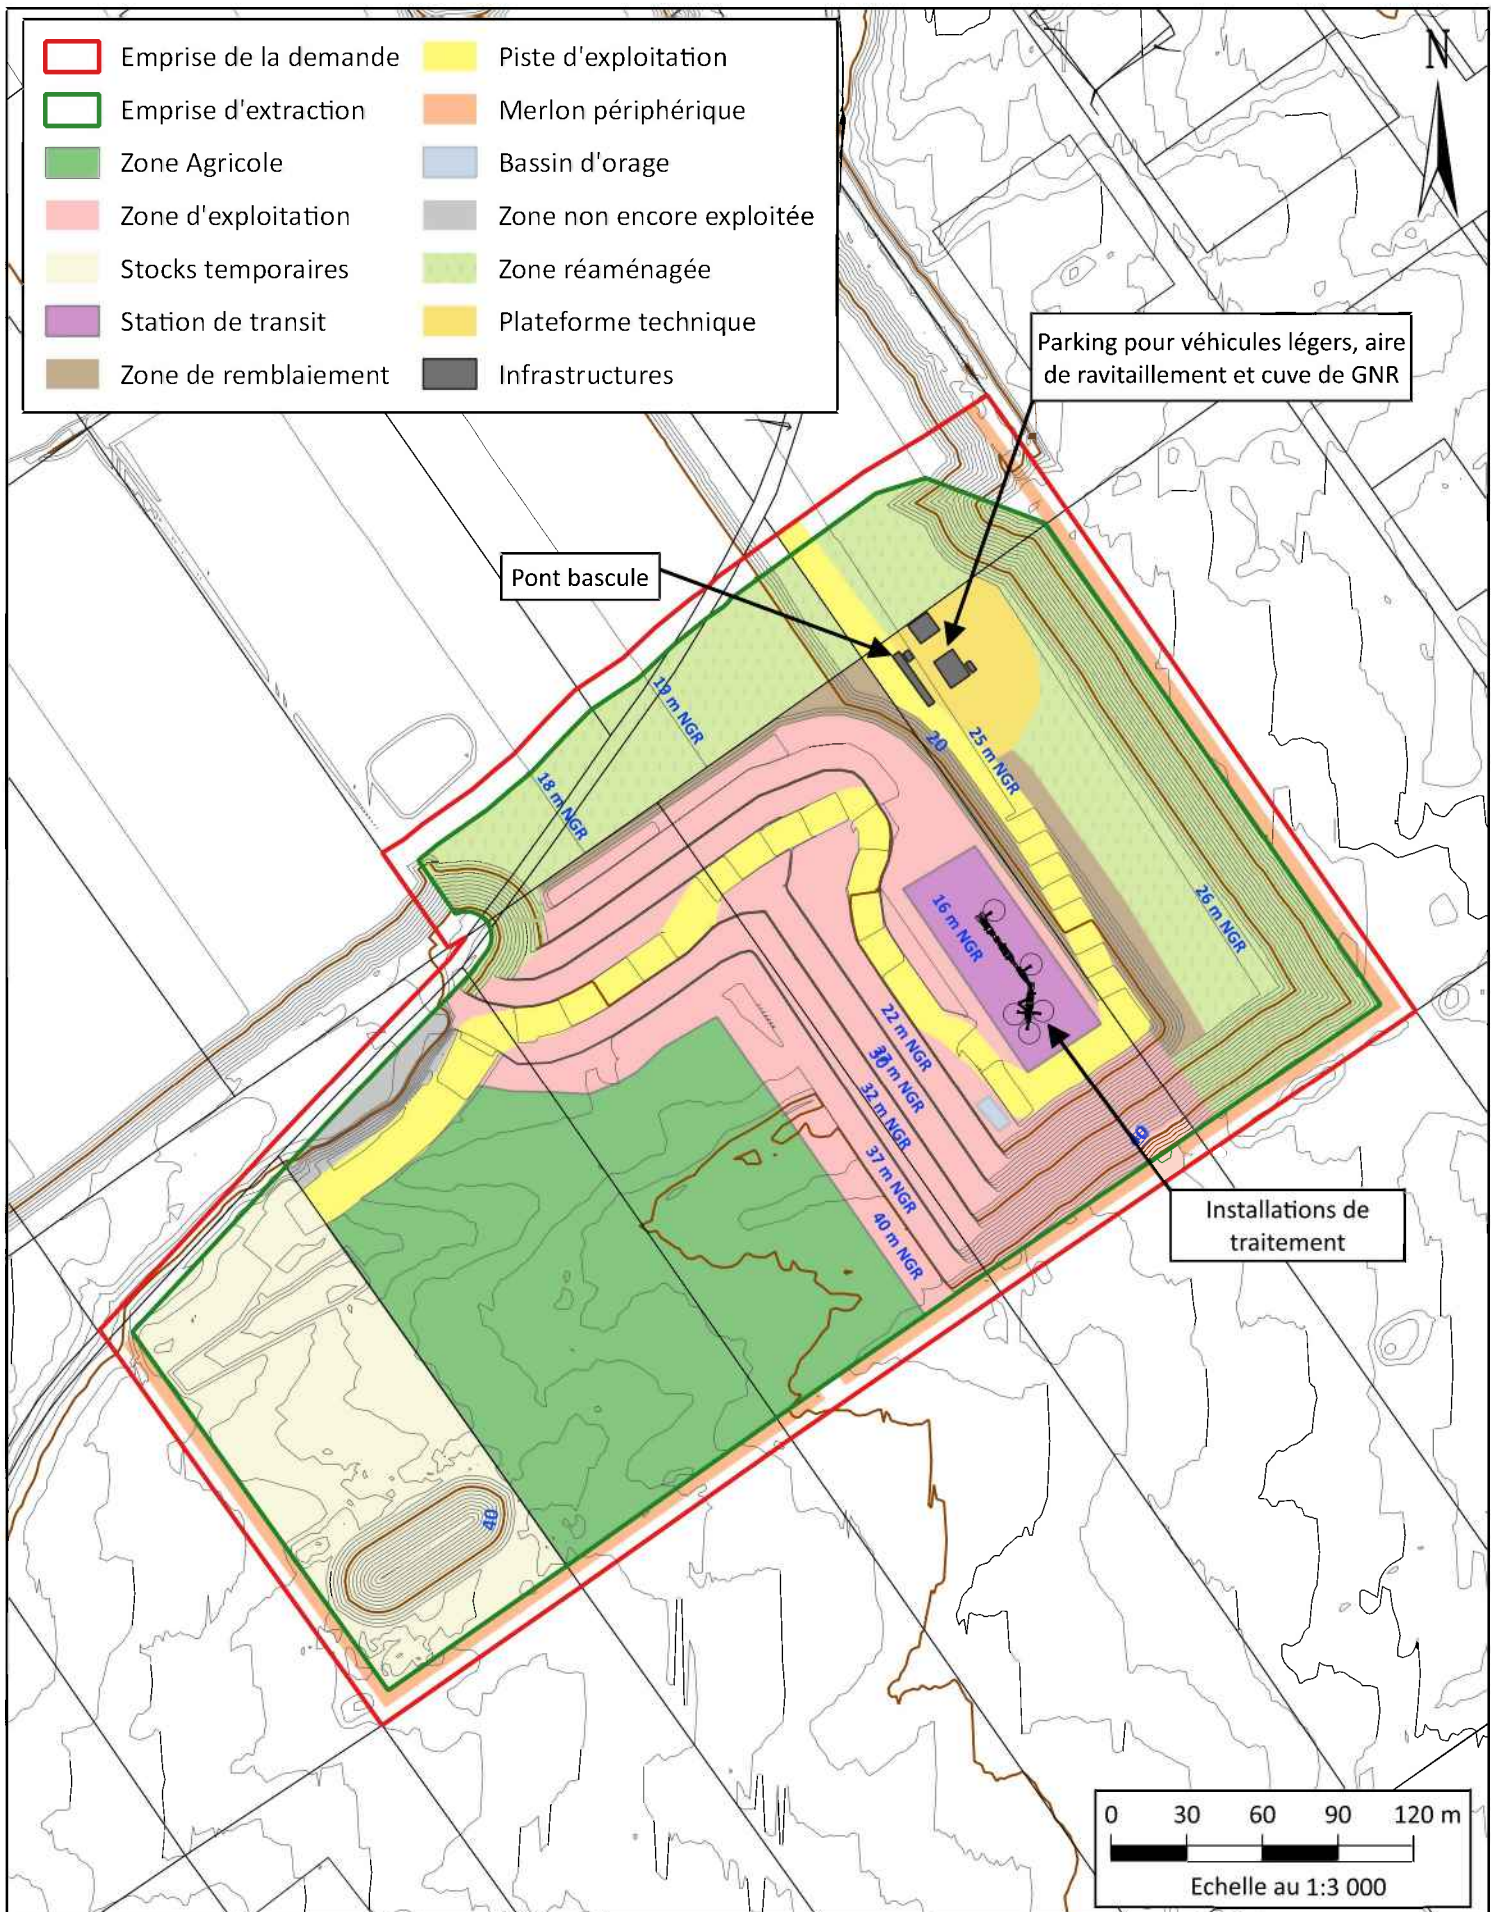 Emprise de la demande
Emprise d'extraction
Zone Agricole
Zone d'exploitation
Stocks temporaires
Station de transit
Zone de remblaiement
Piste d'exploitation
Merlon périphérique
Bassin d'orage
Zone non encore exploitée
Zone réaménagée
Plateforme technique
Infrastructures
N
Parking pour véhicules légers, aire
de ravitaillement et cuve de GNR
Pont bascule
19 m NGR
18 m NGR
20
25 m NGR
26 m NGR
16 m NGR
22 m NGR
30
32 m NGR
37 m NGR
40 m NGR
40
Installations de
traitement
0 30 60 90 120 m
Echelle au 1:3 000